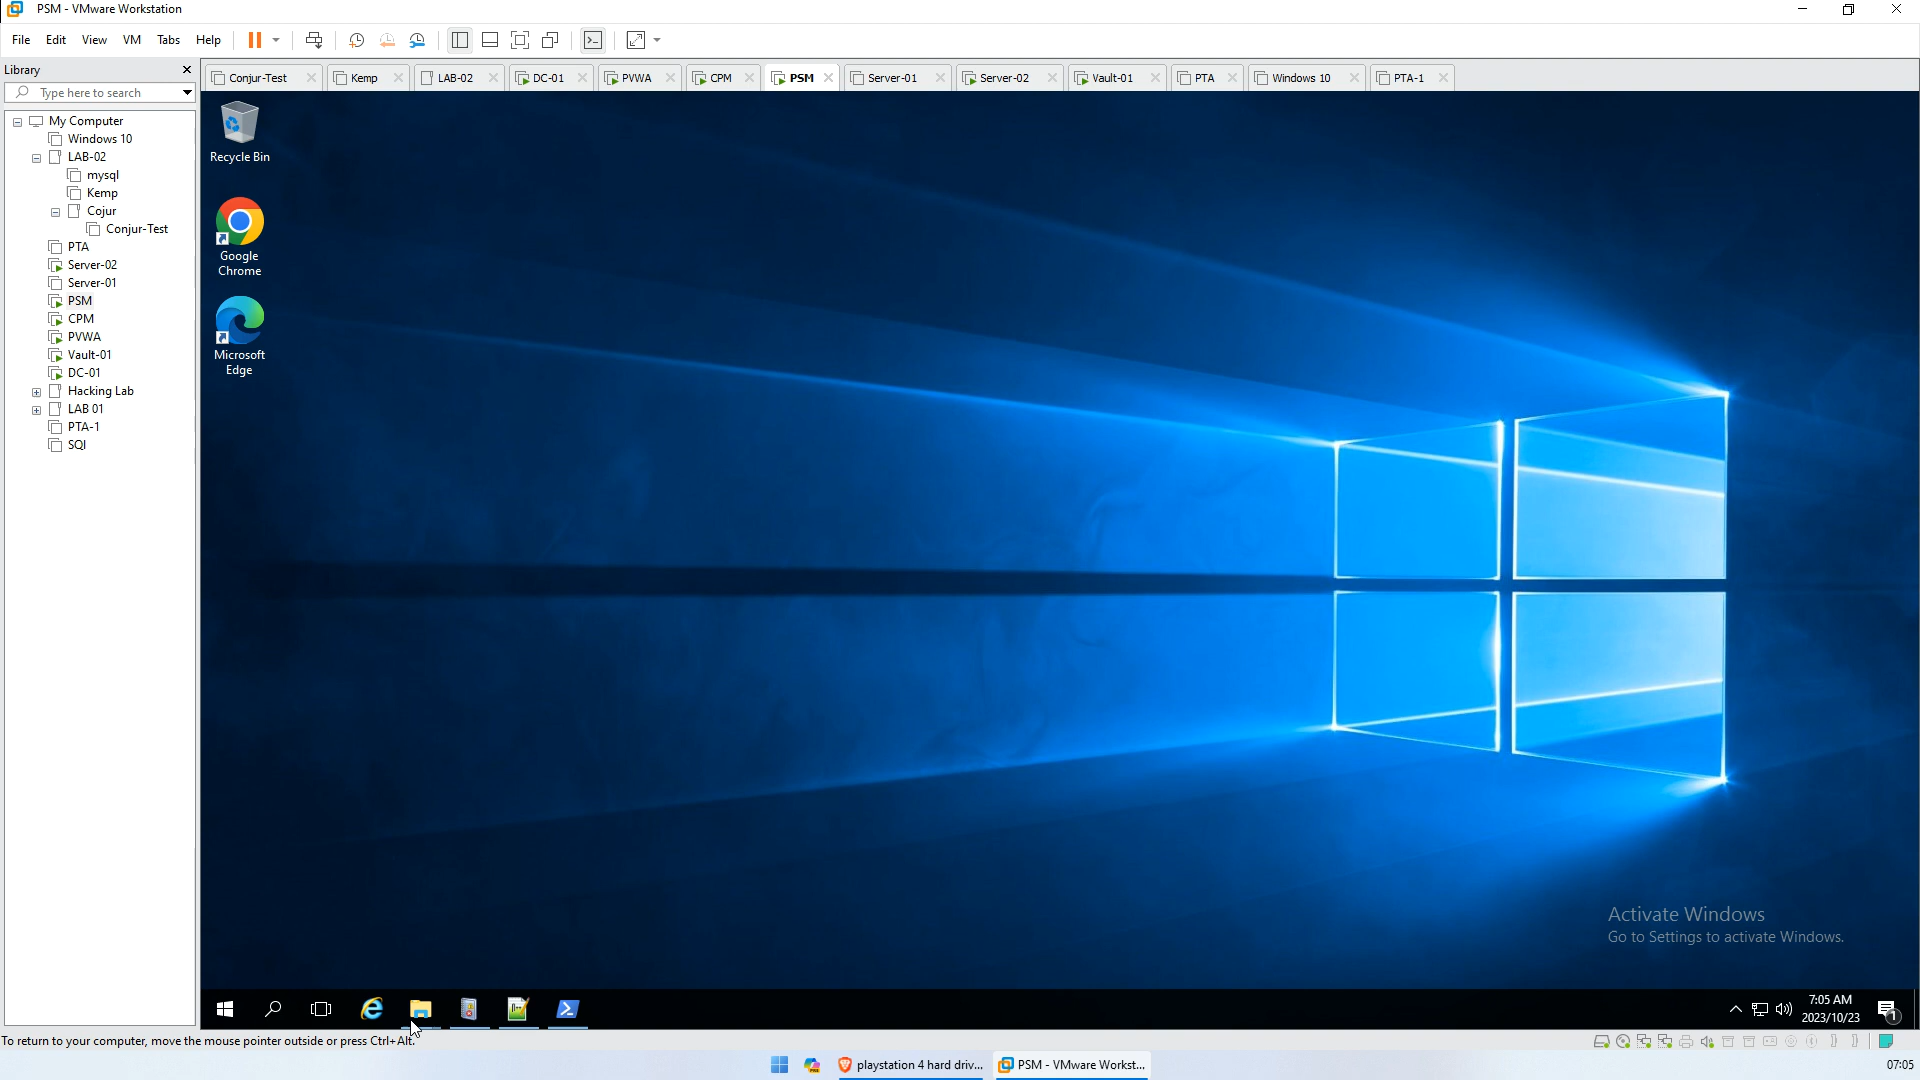 PSM - VMware Workstation
File Edit View VM Tabs Help
Library
Type here to search
Conjur-Test Kemp LAB-02 DC-01 PVWA CPM PSM Server-01 Server-02 Vault-01 PTA Windows 10 PTA-1
My Computer
Windows 10
LAB-02
mysql
Kemp
Cojur
Conjur-Test
PTA
Server-02
Server-01
PSM
CPM
PVWA
Vault-01
DC-01
Hacking Lab
LAB 01
PTA-1
SQl
Recycle Bin
Google
Chrome
Microsoft
Edge
Activate Windows
Go to Settings to activate Windows.
7:05 AM
2023/10/23
1
To return to your computer, move the mouse pointer outside or press Ctrl+Alt.
playstation 4 hard driv...
PSM - VMware Workst...
07:05